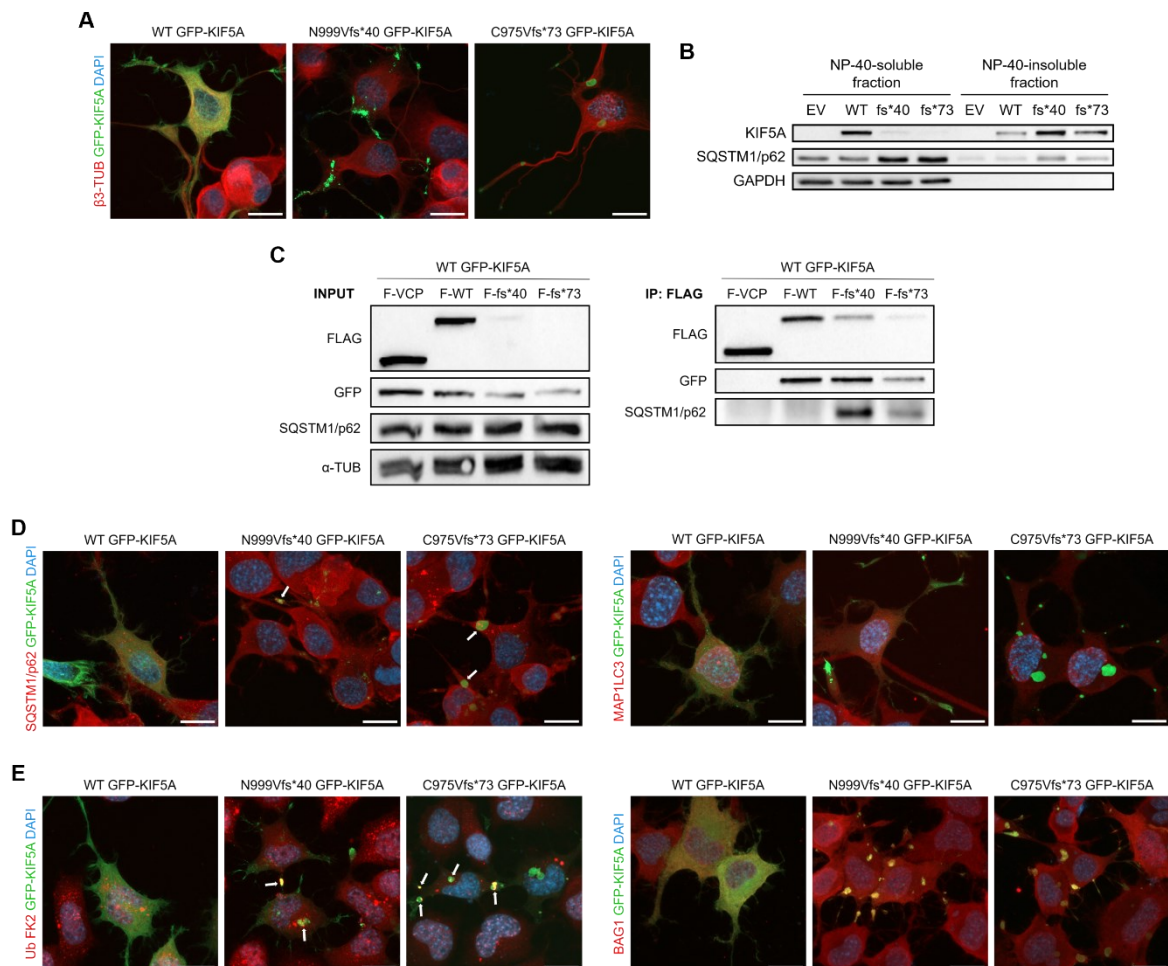 A
WT GFP-KIF5A
N999Vfs*40 GFP-KIF5A
C975Vfs*73 GFP-KIF5A
β3-TUB GFP-KIF5A DAPI
B
NP-40-soluble fraction
NP-40-insoluble fraction
EV WT fs*40 fs*73 EV WT fs*40 fs*73
KIF5A
SQSTM1/p62
GAPDH
C
WT GFP-KIF5A
INPUT F-VCP F-WT F-fs*40 F-fs*73
FLAG
GFP
SQSTM1/p62
α-TUB
WT GFP-KIF5A
IP: FLAG F-VCP F-WT F-fs*40 F-fs*73
FLAG
GFP
SQSTM1/p62
D
WT GFP-KIF5A
N999Vfs*40 GFP-KIF5A
C975Vfs*73 GFP-KIF5A
SQSTM1/p62 GFP-KIF5A DAPI
WT GFP-KIF5A
N999Vfs*40 GFP-KIF5A
C975Vfs*73 GFP-KIF5A
MAP1LC3 GFP-KIF5A DAPI
E
WT GFP-KIF5A
N999Vfs*40 GFP-KIF5A
C975Vfs*73 GFP-KIF5A
Ub FK2 GFP-KIF5A DAPI
WT GFP-KIF5A
N999Vfs*40 GFP-KIF5A
C975Vfs*73 GFP-KIF5A
BAG1 GFP-KIF5A DAPI